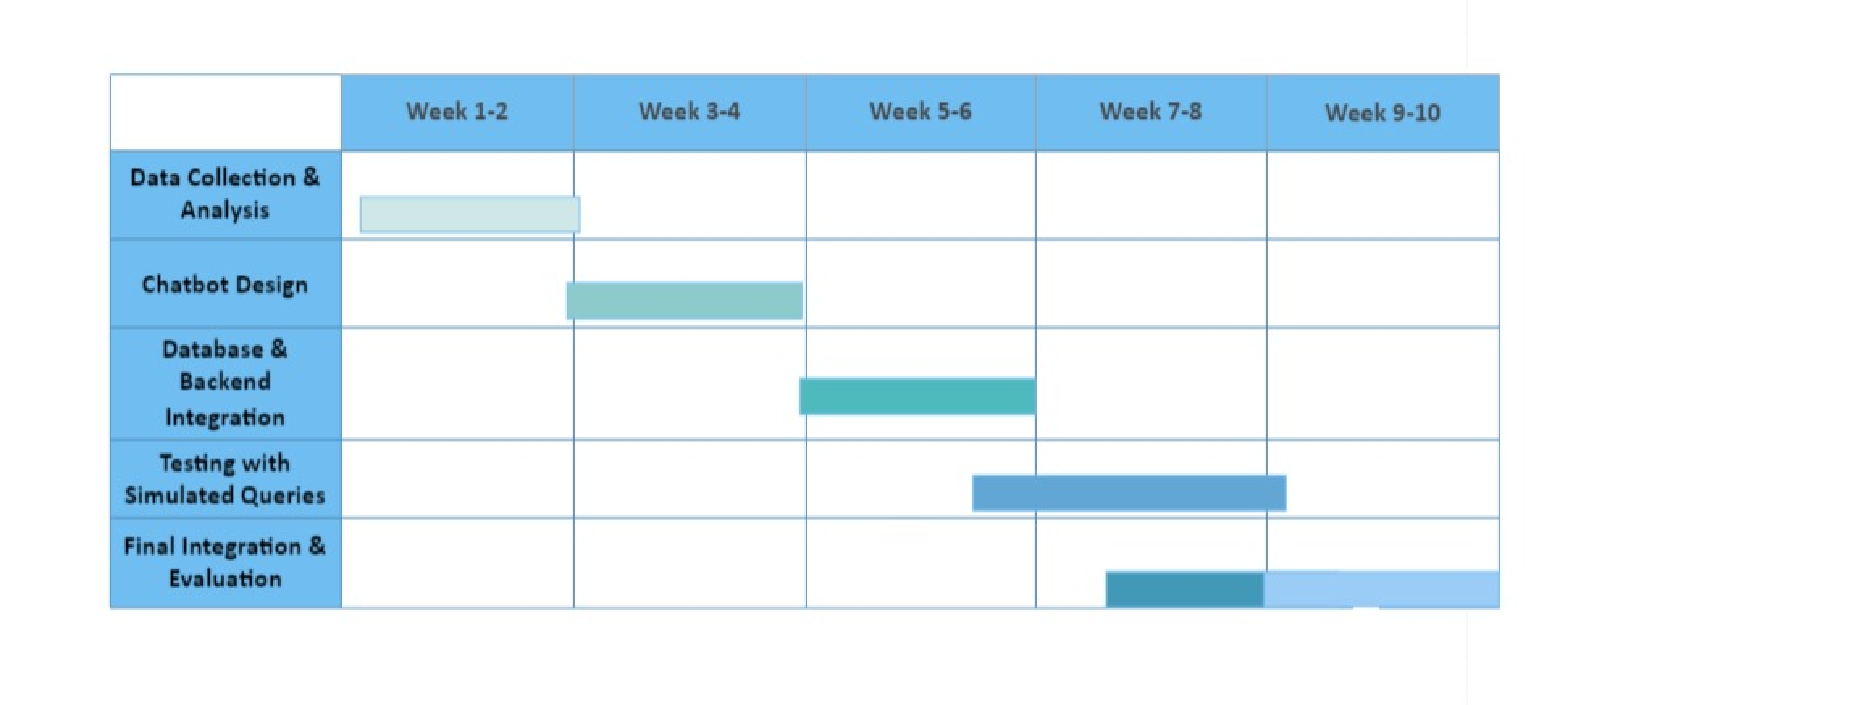 Week 1-2
Week 3-4
Week 5-6
Week 7-8
Week 9-10
Data Collection &
Analysis
Chatbot Design
Database &
Backend
Integration
Testing with
Simulated Queries
Final Integration &
Evaluation